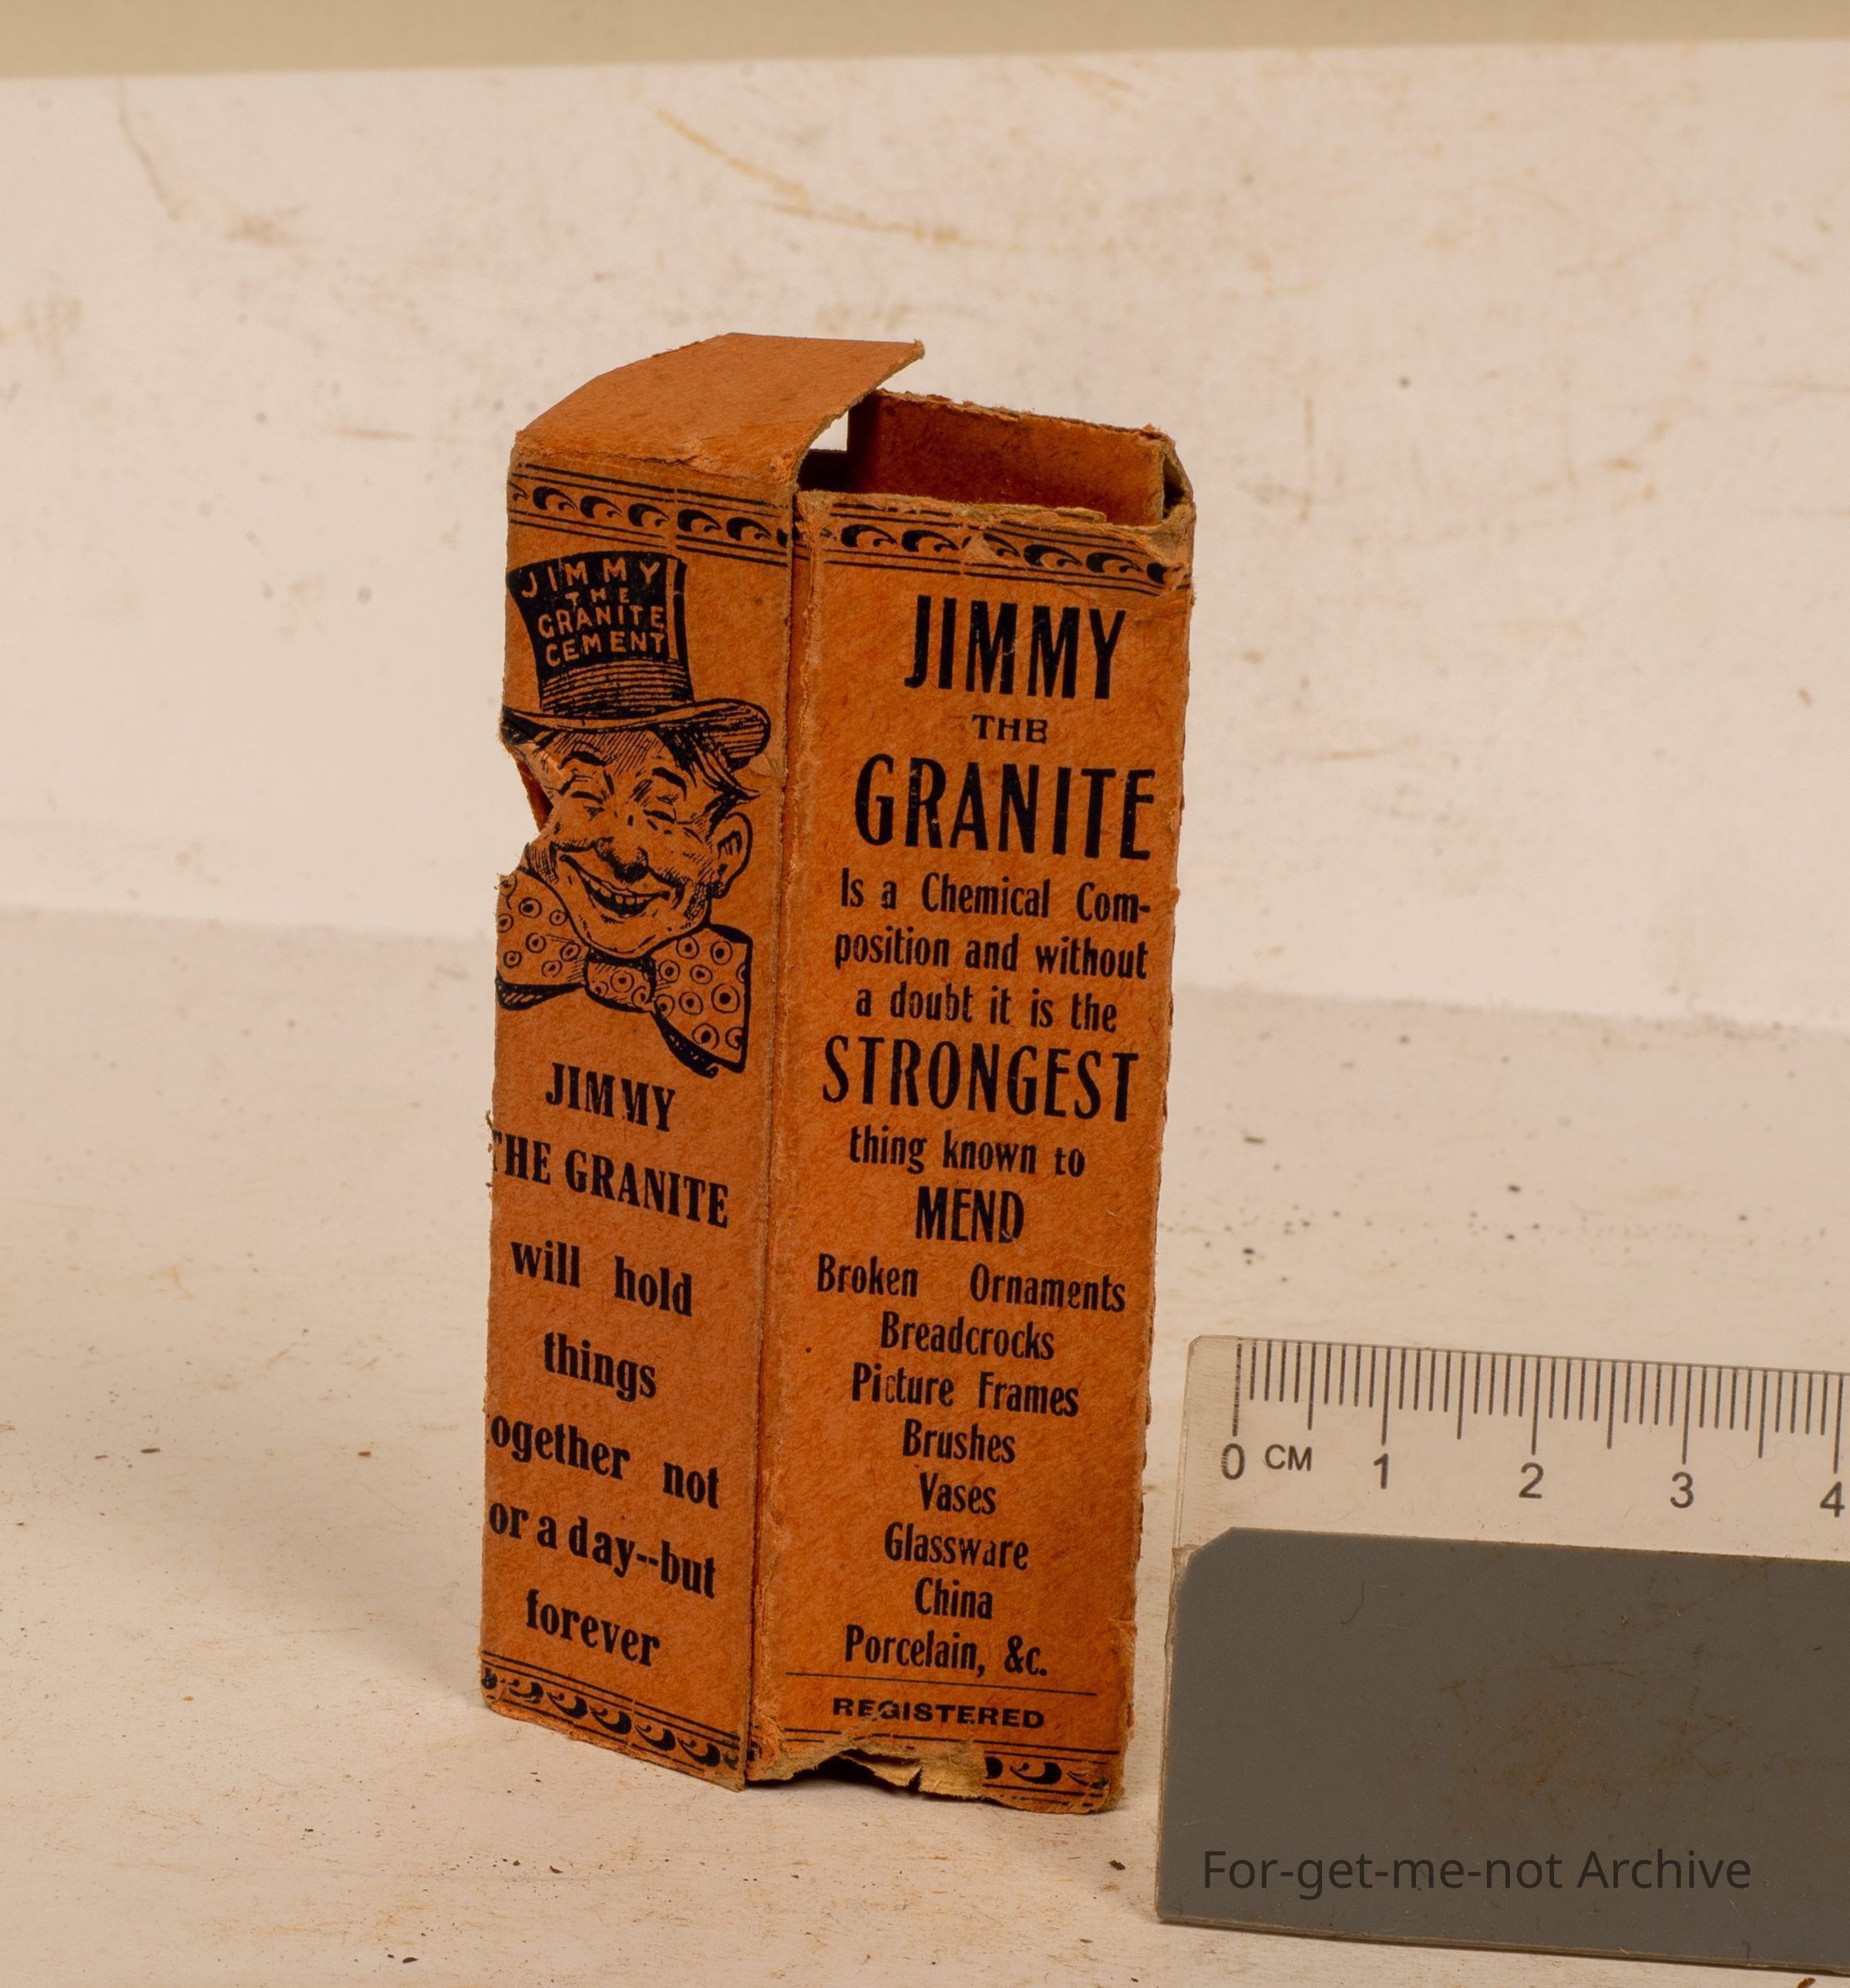 JIMMY
THE
GRANITE
CEMENT
JIMMY
THE GRANITE
will hold
things
ogether not
or a day--but
forever
JIMMY
THE
GRANITE
Is a Chemical Com-
position and without
a doubt it is the
STRONGEST
thing known to
MEND
Broken Ornaments
Breadcrocks
Picture Frames
Brushes
Vases
Glassware
China
Porcelain, &c.
REGISTERED
0 CM 1 2 3 4
For-get-me-not Archive